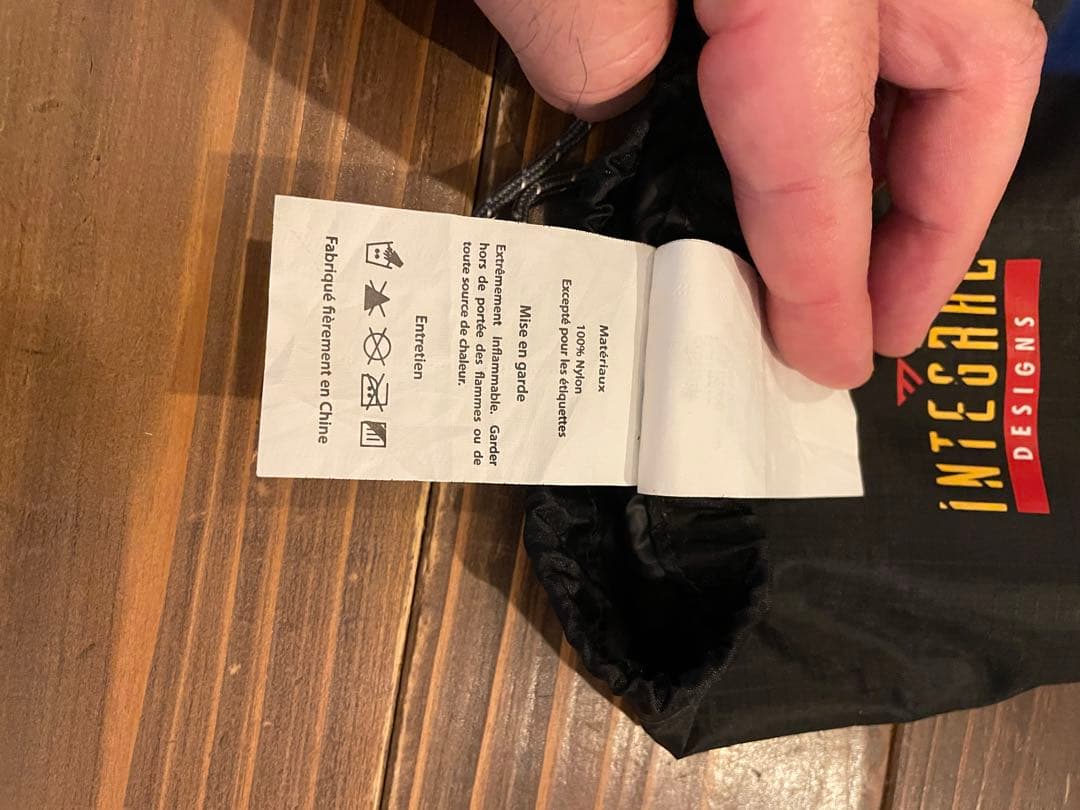 Matériaux
100% Nylon
Excepté pour les étiquettes
Mise en garde
Extrêmement Inflammable. Garder
hors de portée des flammes ou de
toute source de chaleur.
Entretien
Fabriqué fièrement en Chine
INTEGRAL
DESIGNS